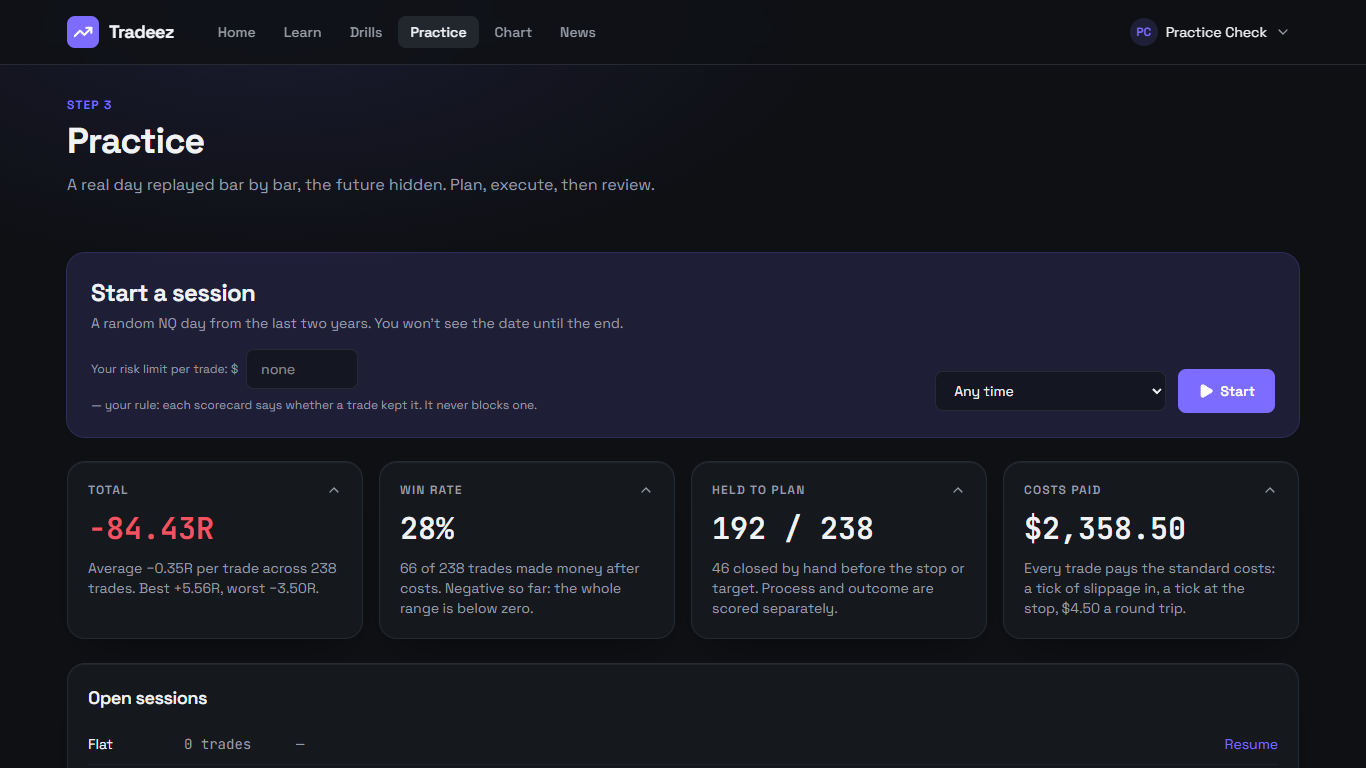 Tradeez
Home
Learn
Drills
Practice
Chart
News
PC
Practice Check
STEP 3
Practice
A real day replayed bar by bar, the future hidden. Plan, execute, then review.
Start a session
A random NQ day from the last two years. You won't see the date until the end.
Your risk limit per trade: $
none
— your rule: each scorecard says whether a trade kept it. It never blocks one.
Any time
Start
TOTAL
-84.43R
Average −0.35R per trade across 238
trades. Best +5.56R, worst −3.50R.
WIN RATE
28%
66 of 238 trades made money after
costs. Negative so far: the whole
range is below zero.
HELD TO PLAN
192 / 238
46 closed by hand before the stop or
target. Process and outcome are
scored separately.
COSTS PAID
$2,358.50
Every trade pays the standard costs:
a tick of slippage in, a tick at the
stop, $4.50 a round trip.
Open sessions
Flat
0 trades
—
Resume